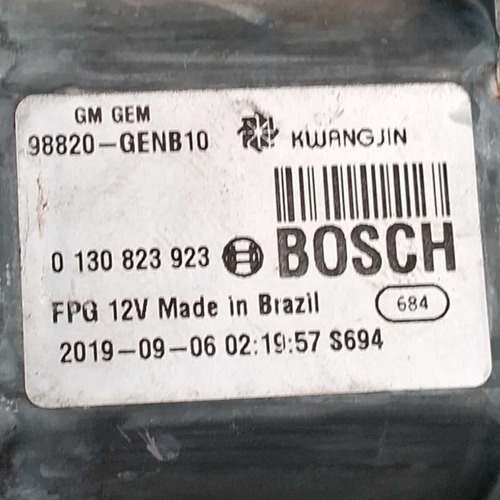 GM GEM
98820-GENB10 KWANGJIN
0 130 823 923 BOSCH
FPG 12V Made in Brazil 684
2019-09-06 02:19:57 S694